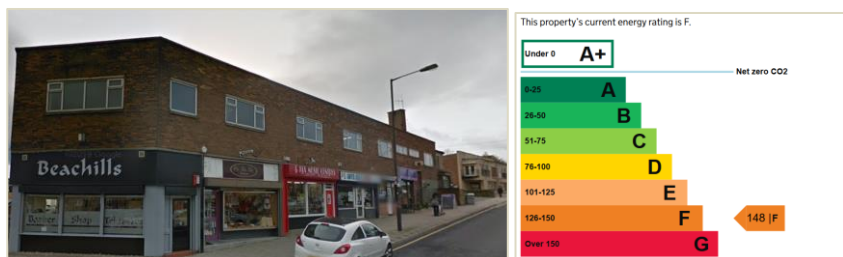 Beachills
Barber Shop
This property's current energy rating is F.
Under 0 A+
Net zero CO2
0-25 A
26-50 B
51-75 C
76-100 D
101-125 E
126-150 F
148 | F
Over 150 G